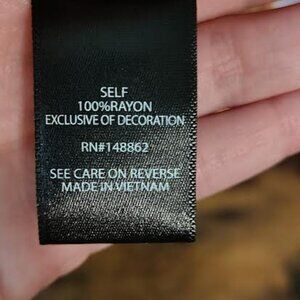 SELF
100%RAYON
EXCLUSIVE OF DECORATION
RN#148862
SEE CARE ON REVERSE
MADE IN VIETNAM